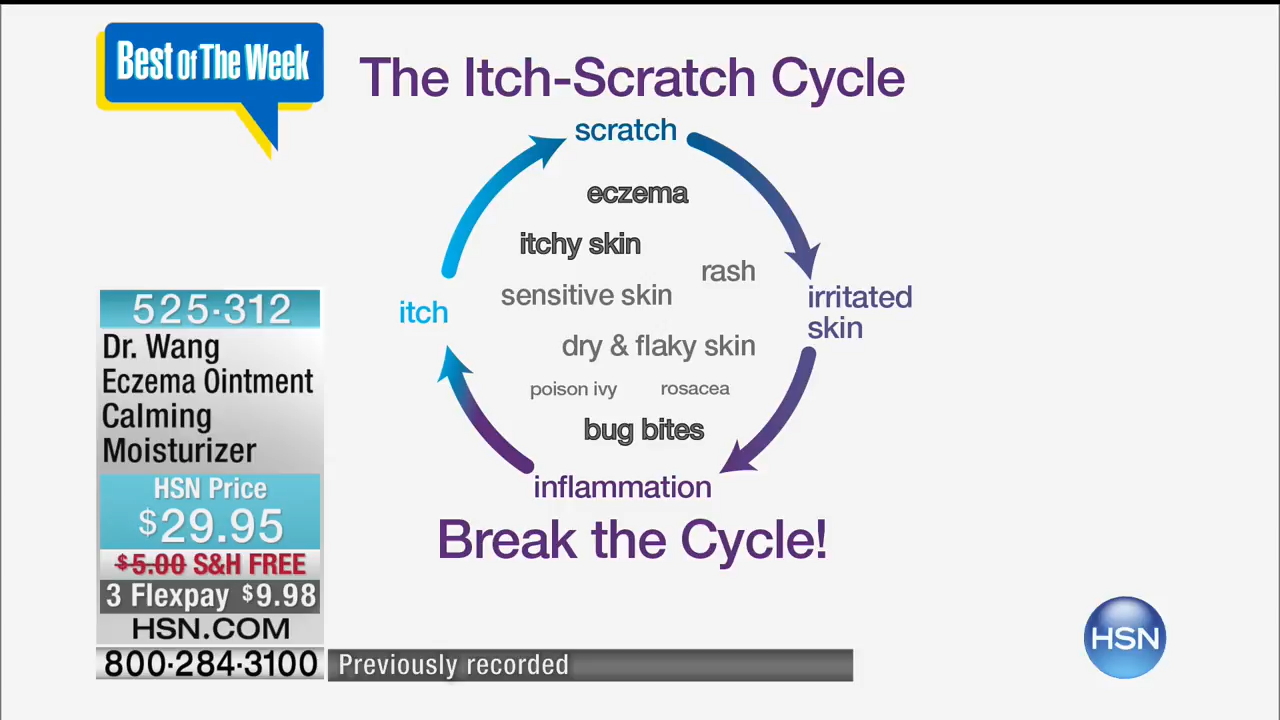 Best of The Week
The Itch-Scratch Cycle
scratch
eczema
itchy skin
rash
sensitive skin
irritated
skin
itch
dry & flaky skin
poison ivy
rosacea
bug bites
inflammation
Break the Cycle!
525·312
Dr. Wang
Eczema Ointment
Calming
Moisturizer
HSN Price
$29.95
$5.00 S&H FREE
3 Flexpay $9.98
HSN.COM
800·284·3100
Previously recorded
HSN